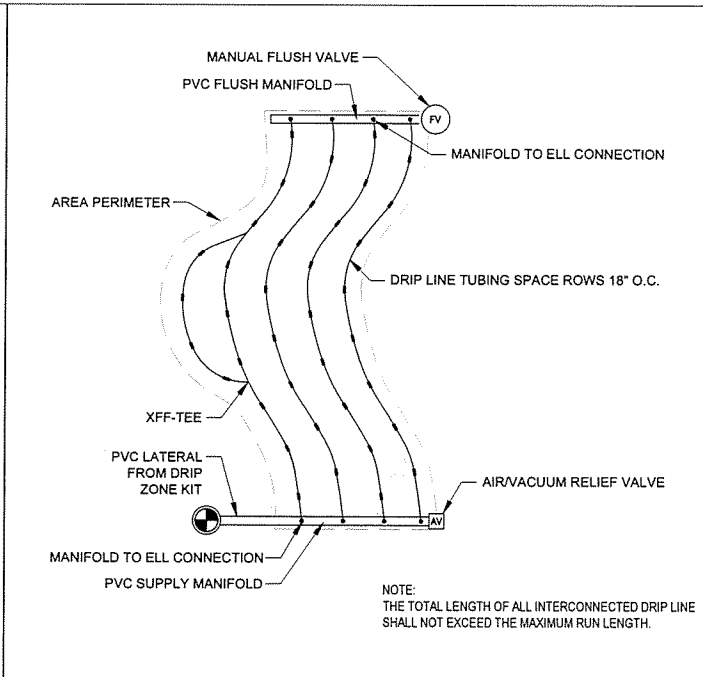 MANUAL FLUSH VALVE
PVC FLUSH MANIFOLD
FV
MANIFOLD TO ELL CONNECTION
AREA PERIMETER
DRIP LINE TUBING SPACE ROWS 18" O.C.
XFF-TEE
PVC LATERAL
FROM DRIP
ZONE KIT
AIR/VACUUM RELIEF VALVE
AV
MANIFOLD TO ELL CONNECTION
PVC SUPPLY MANIFOLD
NOTE:
THE TOTAL LENGTH OF ALL INTERCONNECTED DRIP LINE
SHALL NOT EXCEED THE MAXIMUM RUN LENGTH.